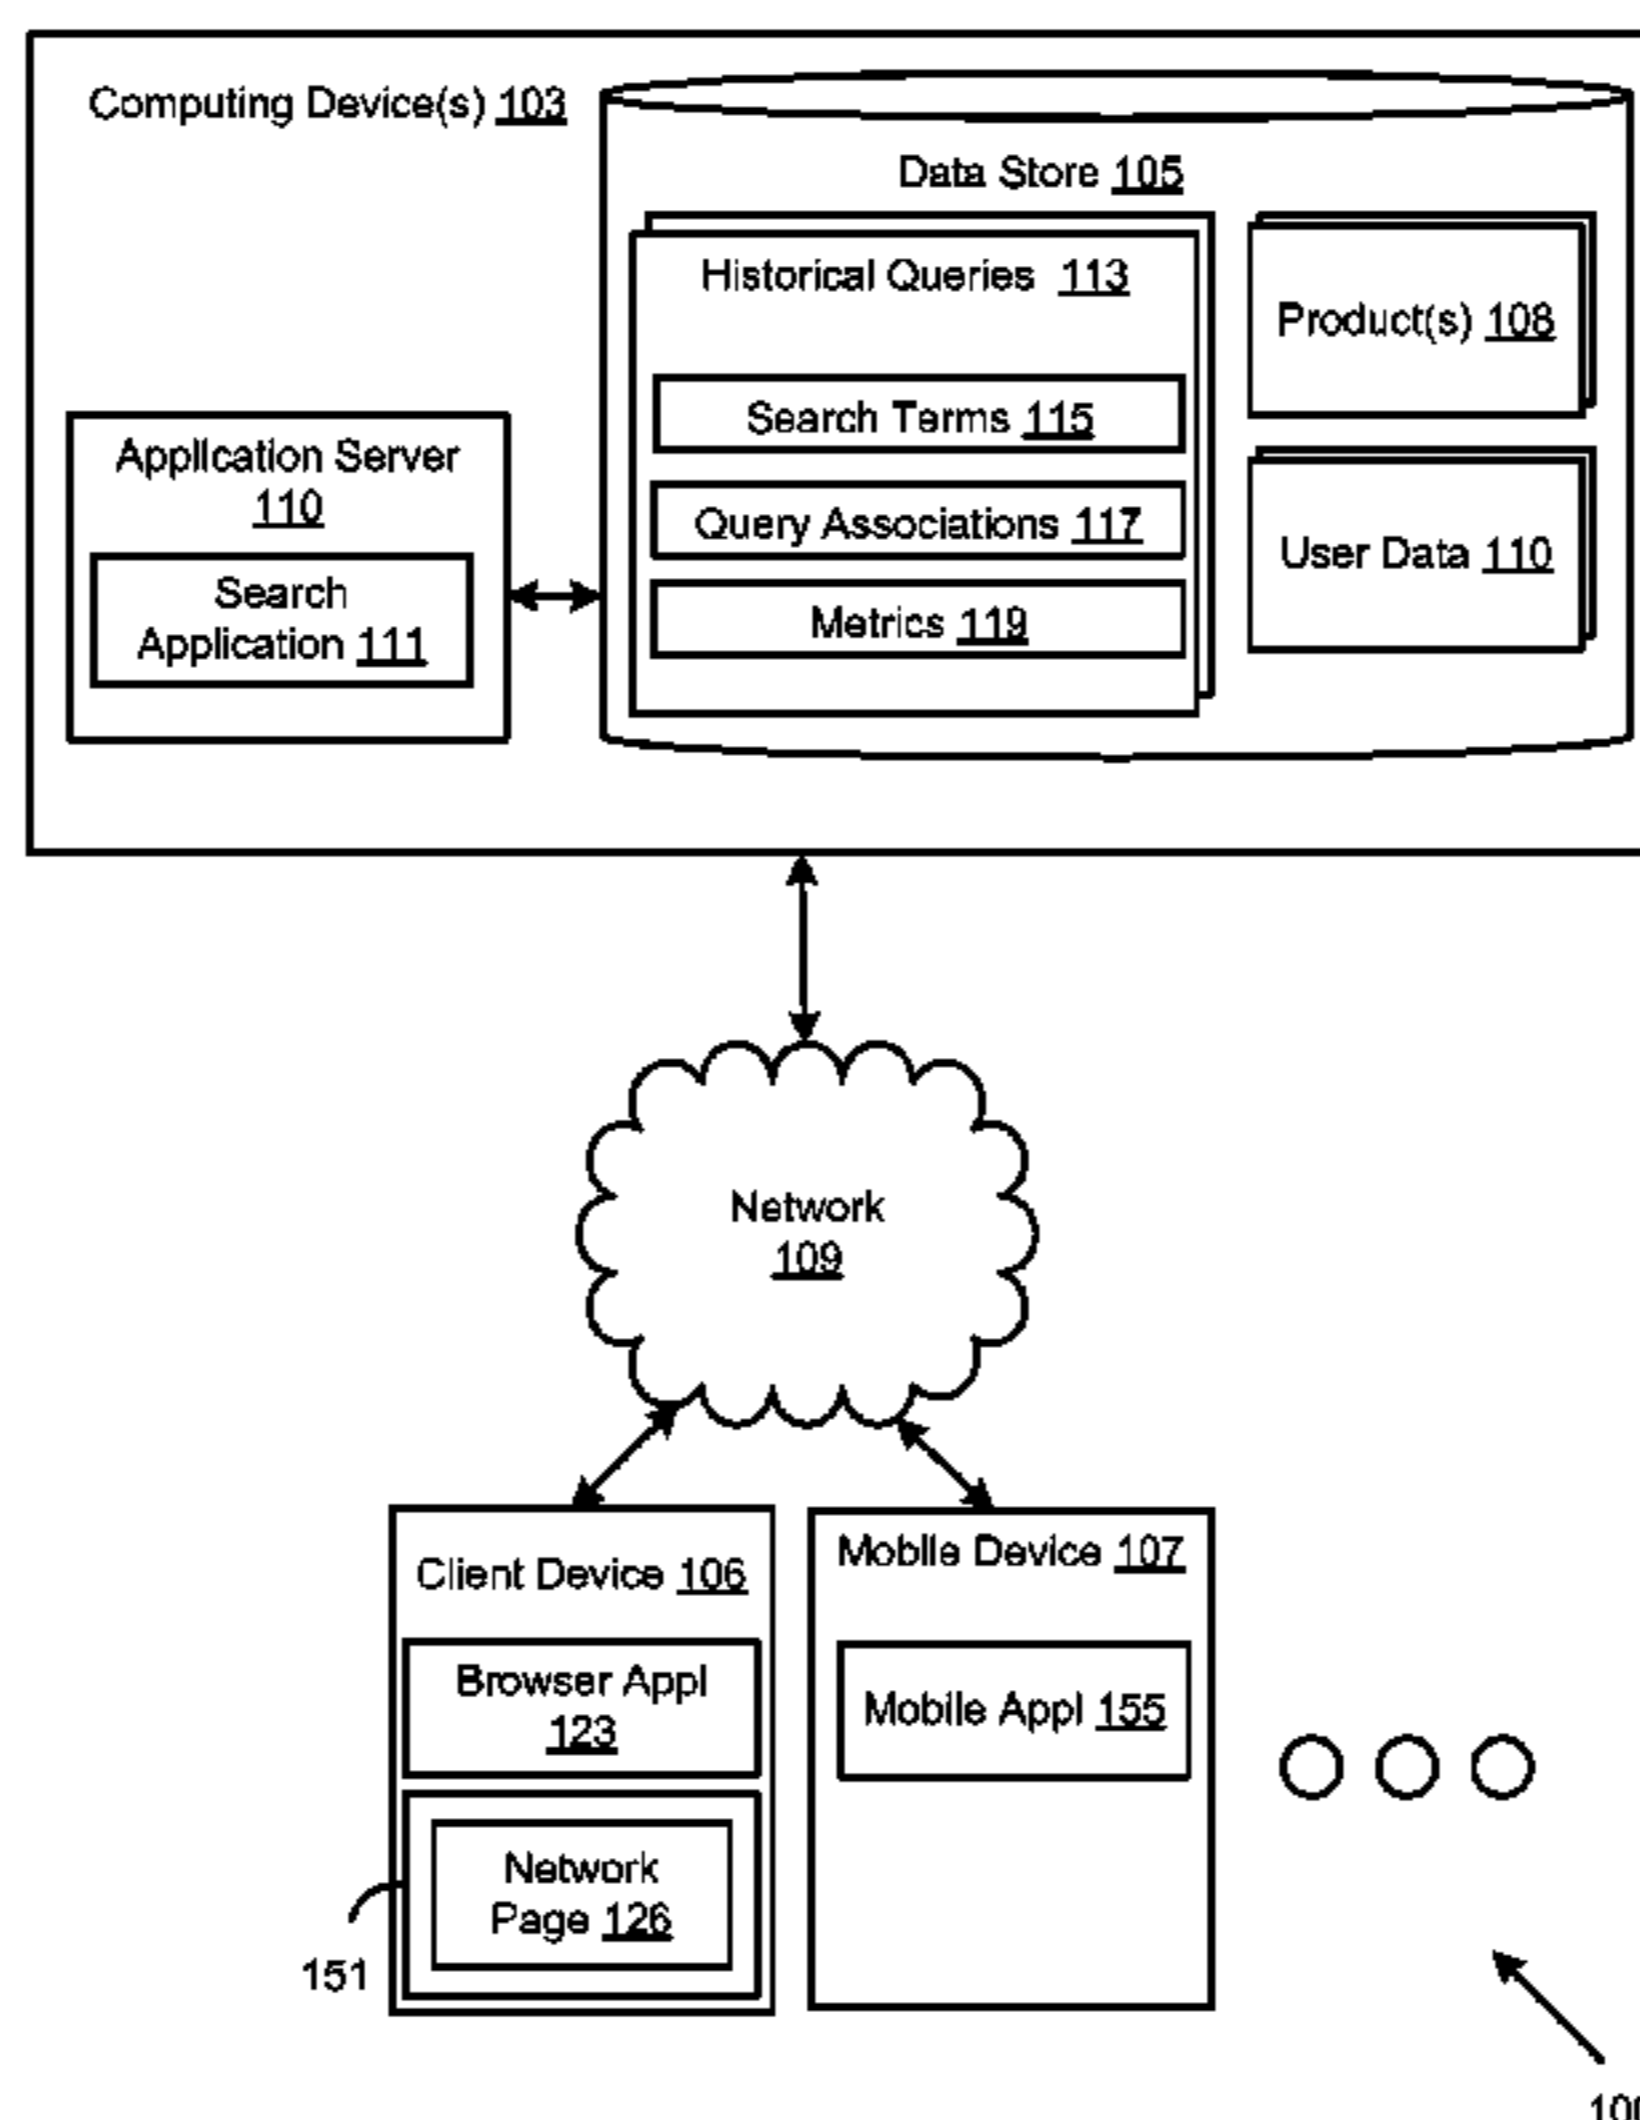 Computing Device(s) 103
Data Store 105
Historical Queries 113
Product(s) 108
Search Terms 115
Application Server
110
Query Associations 117
User Data 110
Search
Application 111
Metrics 119
Network
109
Client Device 106
Mobile Device 107
Browser Appl
123
Mobile Appl 155
Network
Page 126
151